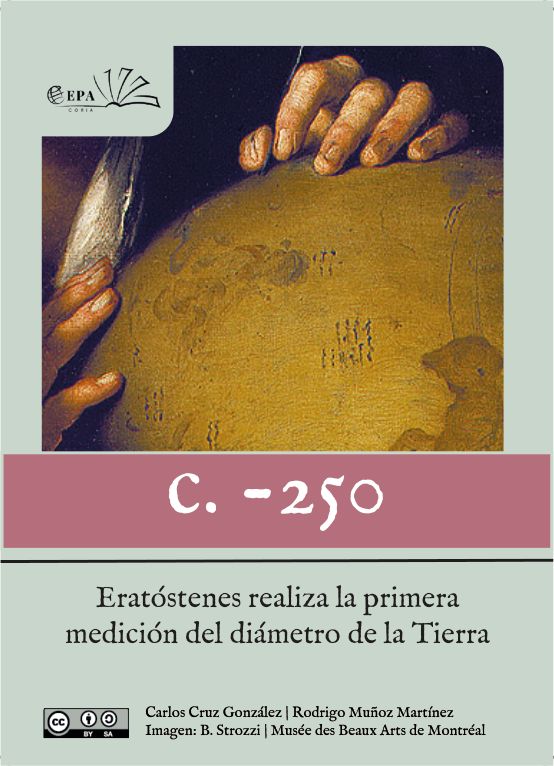 EPA
CORIA
C. -250
Eratóstenes realiza la primera
medición del diámetro de la Tierra
cc BY SA
Carlos Cruz González | Rodrigo Muñoz Martínez
Imagen: B. Strozzi | Musée des Beaux Arts de Montréal